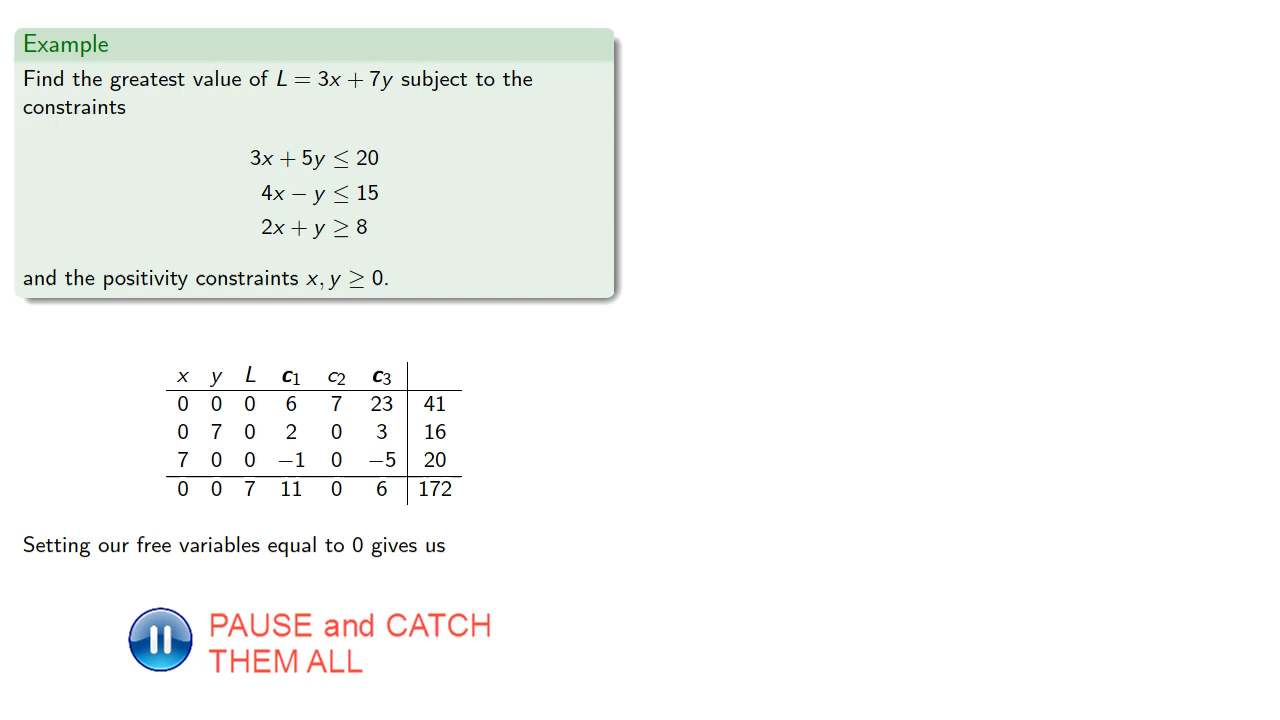 Example
Find the greatest value of L = 3x + 7y subject to the
constraints
3x + 5y ≤ 20
4x − y ≤ 15
2x + y ≥ 8
and the positivity constraints x, y ≥ 0.
x y L c₁ c₂ c₃
0 0 0 6 7 23 41
0 7 0 2 0 3 16
7 0 0 −1 0 −5 20
0 0 7 11 0 6 172
Setting our free variables equal to 0 gives us
PAUSE and CATCH
THEM ALL